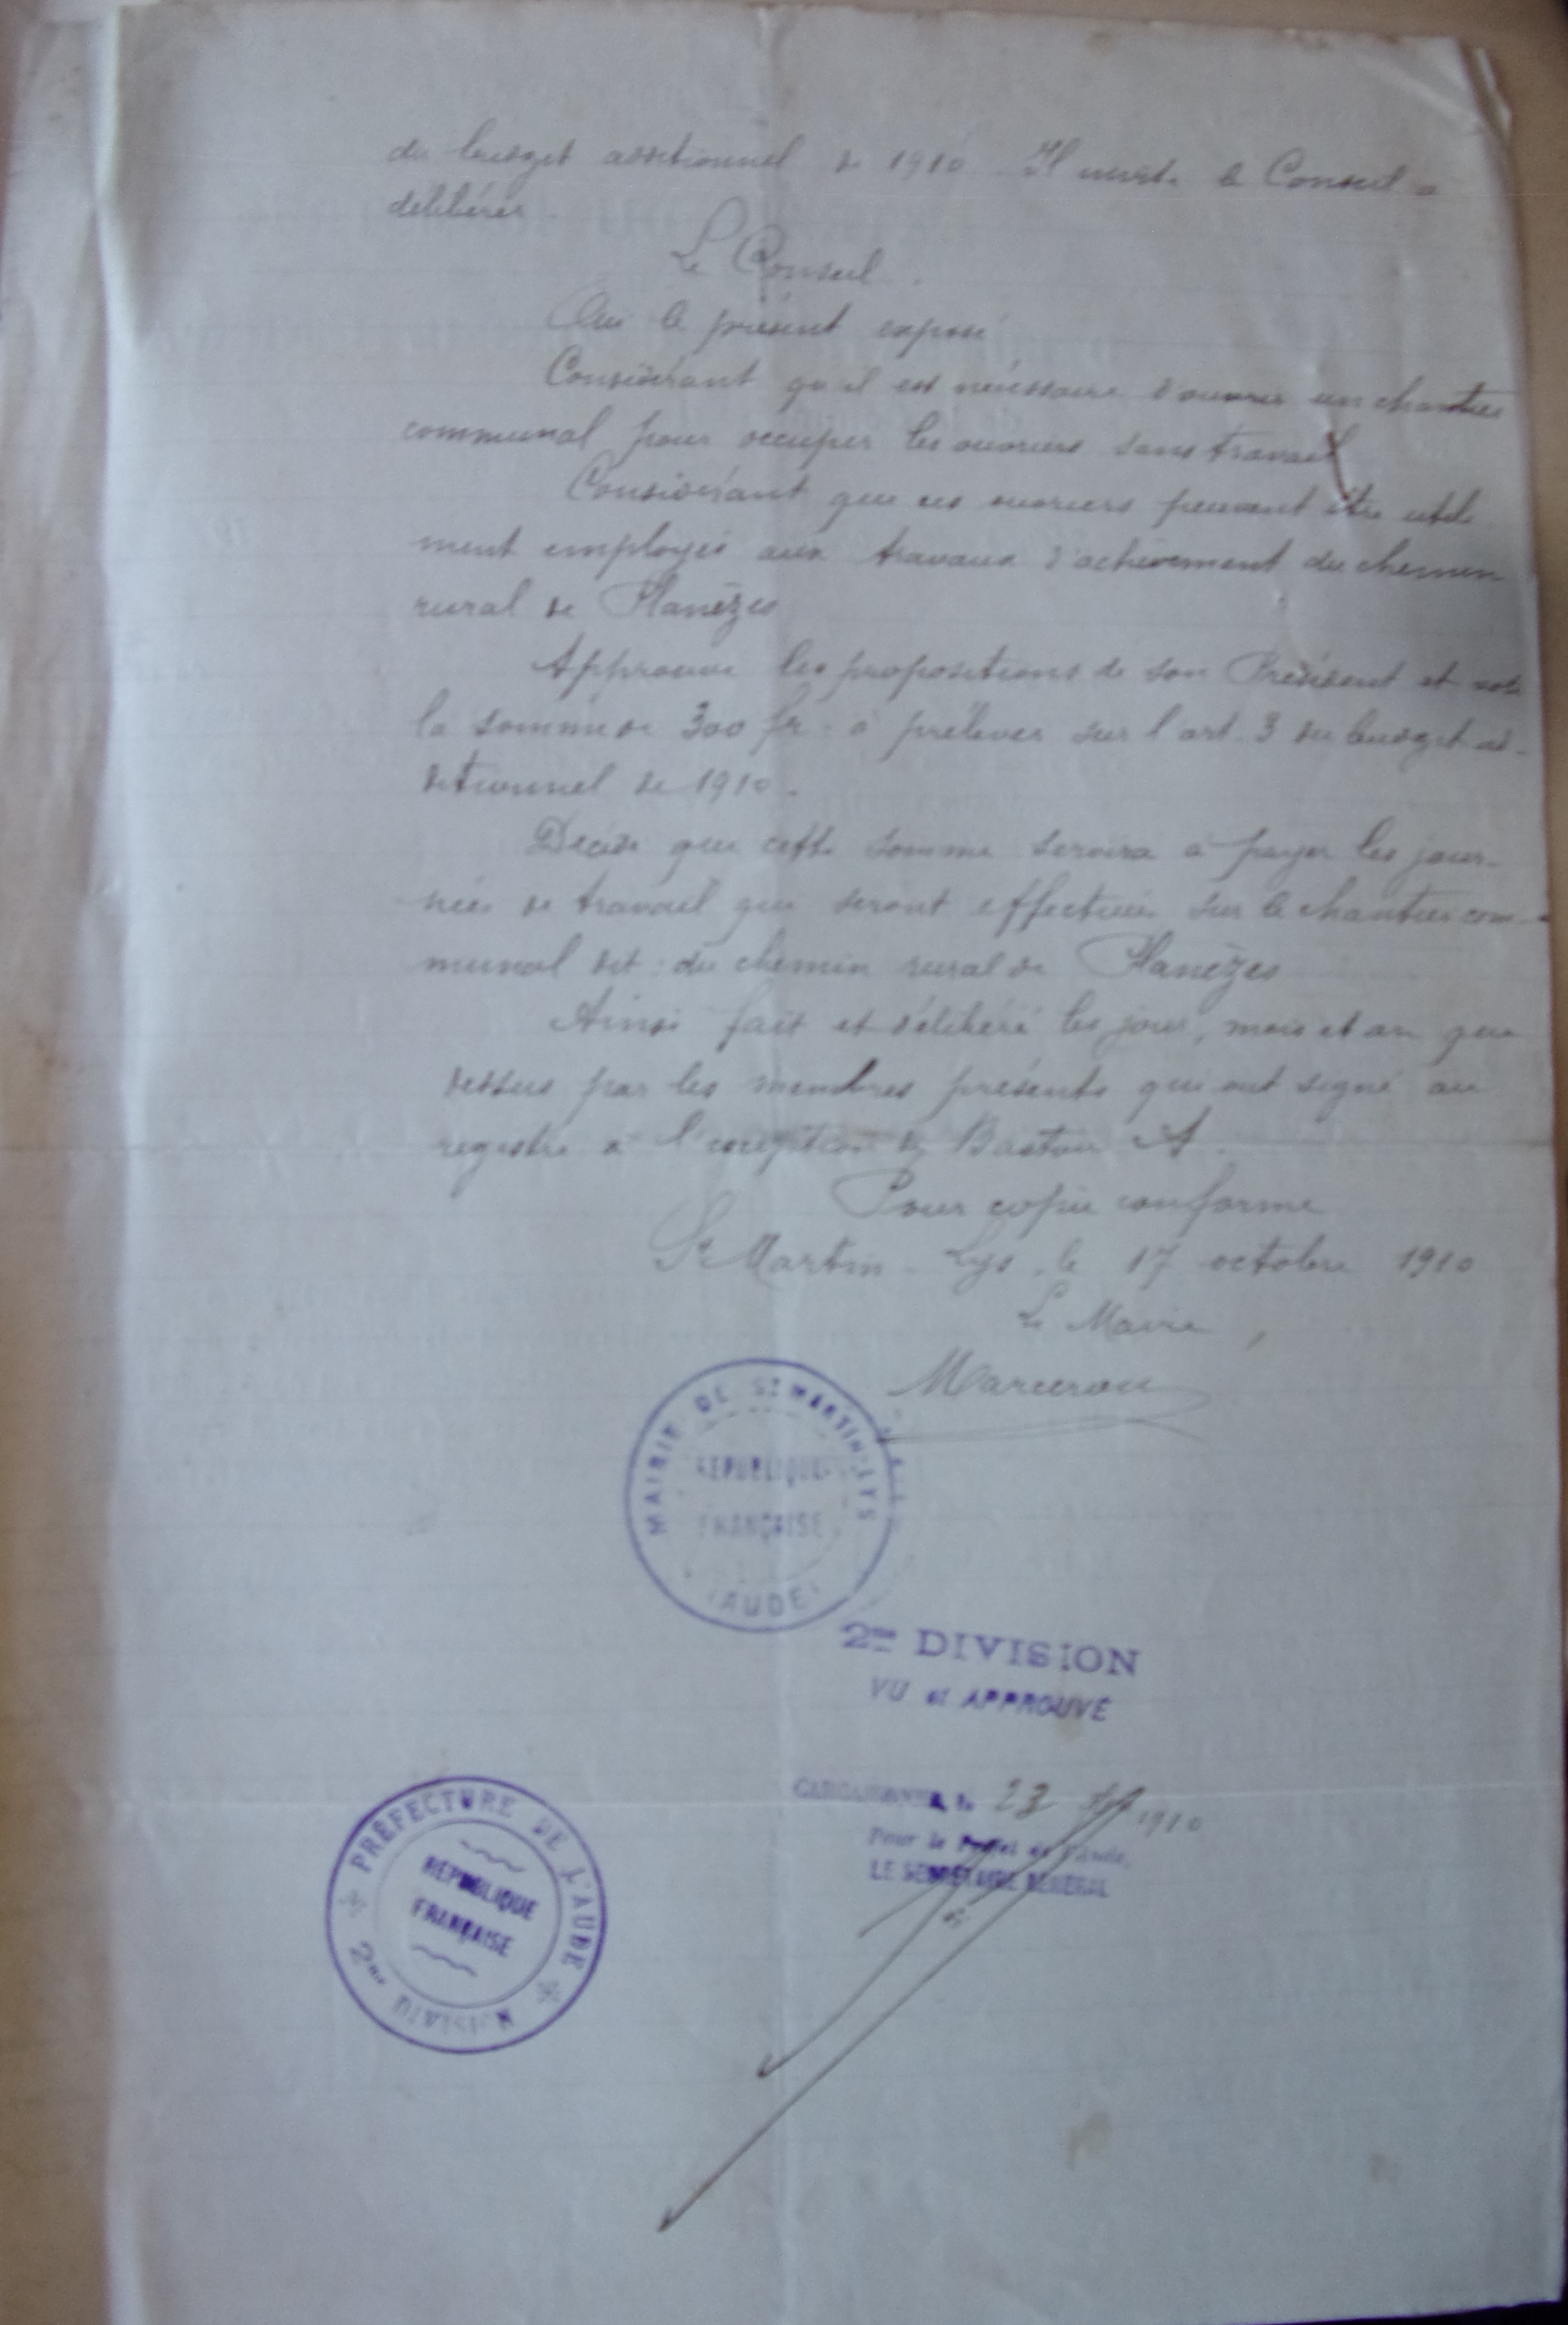 du budget additionnel de 1910. Il invite le Conseil à
délibérer.
Le Conseil.
Oui le présent exposé
Considérant qu'il est nécessaire d'ouvrir un chantier
communal pour occuper les ouvriers sans travail
Considérant que ces ouvriers peuvent être utile
ment employés aux travaux d'achèvement du chemin
rural de Planèzes
Approuve les propositions de son Président et vote
la somme de 300 fr. à prélever sur l'art. 3 du budget ad-
ditionnel de 1910.
Décide que cette somme servira à payer les jour-
nées de travail qui seront effectuées sur le chantier com-
munal dit : du chemin rural de Planèzes
Ainsi fait et délibéré les jour, mois et an que
dessus par les membres présents qui ont signé au
registre à l'exception de A.
Pour copie conforme
St Martin-Lys, le 17 octobre 1910
Le Maire,
Marcerou
MAIRIE DE ST MARTIN-LYS
RÉPUBLIQUE
FRANÇAISE
(AUDE)
2me DIVISION
VU et APPROUVÉ
CARCASSONNE, le 23 1910
Pour le Préfet de l'Aude,
LE SECRÉTAIRE GÉNÉRAL
PRÉFECTURE DE L'AUDE
RÉPUBLIQUE
FRANÇAISE
2me DIVISION